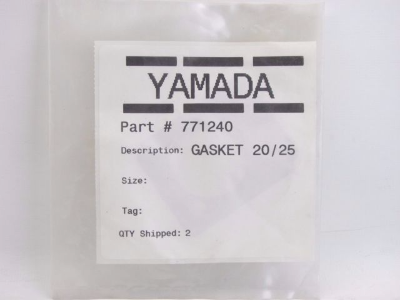 YAMADA
Part # 771240
Description: GASKET 20/25
Size:
Tag:
QTY Shipped: 2